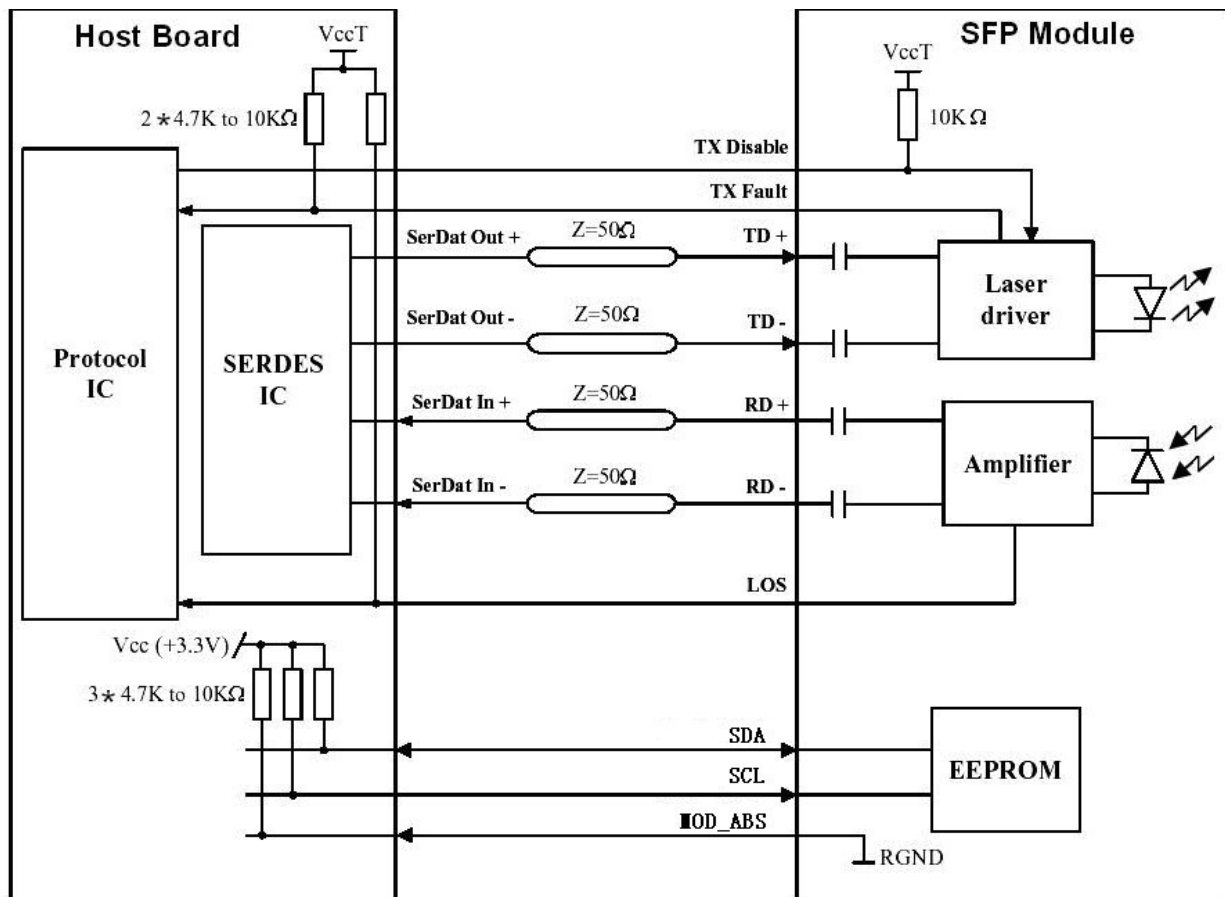 Host Board
SFP Module
VccT
VccT
2*4.7K to 10KΩ
10KΩ
TX Disable
TX Fault
SerDat Out +
Z=50Ω
TD +
SerDat Out -
Z=50Ω
TD -
Laser
driver
Protocol
IC
SERDES
IC
SerDat In +
Z=50Ω
RD +
SerDat In -
Z=50Ω
RD -
Amplifier
LOS
Vcc (+3.3V)
3*4.7K to 10KΩ
SDA
SCL
MOD_ABS
EEPROM
RGND